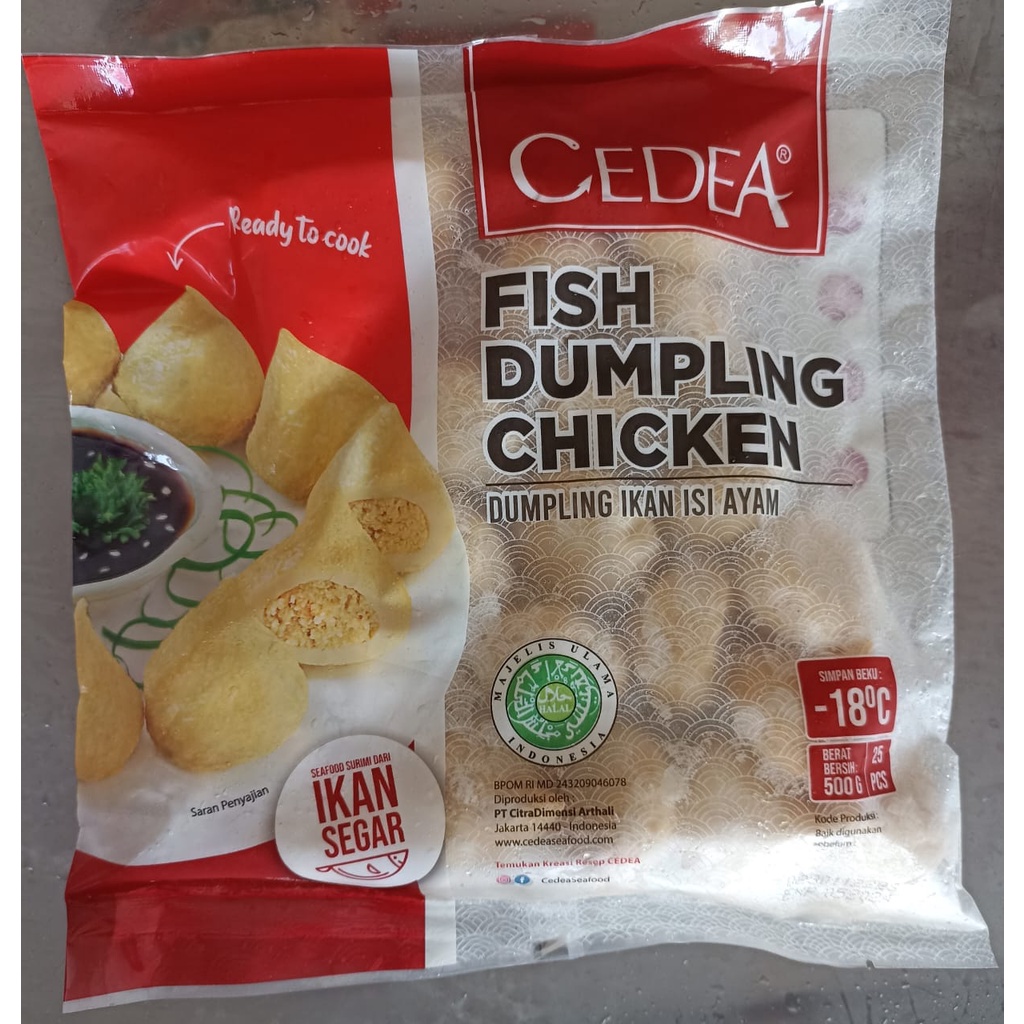 CEDEA®
Ready to cook
FISH
DUMPLING
CHICKEN
DUMPLING IKAN ISI AYAM
MAJELIS ULAMA
حلال
HALAL
INDONESIA
SIMPAN BEKU :
-18°C
BERAT
BERSIH:
500 G
25
PCS
SEAFOOD SURIMI DARI
IKAN
SEGAR
Saran Penyajian
BPOM RI MD 243209046078
Diproduksi oleh :
PT CitraDimensi Arthali
Jakarta 14440 - Indonesia
www.cedeaseafood.com
Temukan Kreasi Resep CEDEA
CedeaSeafood
Kode Produksi:
Baik digunakan
sebelum :